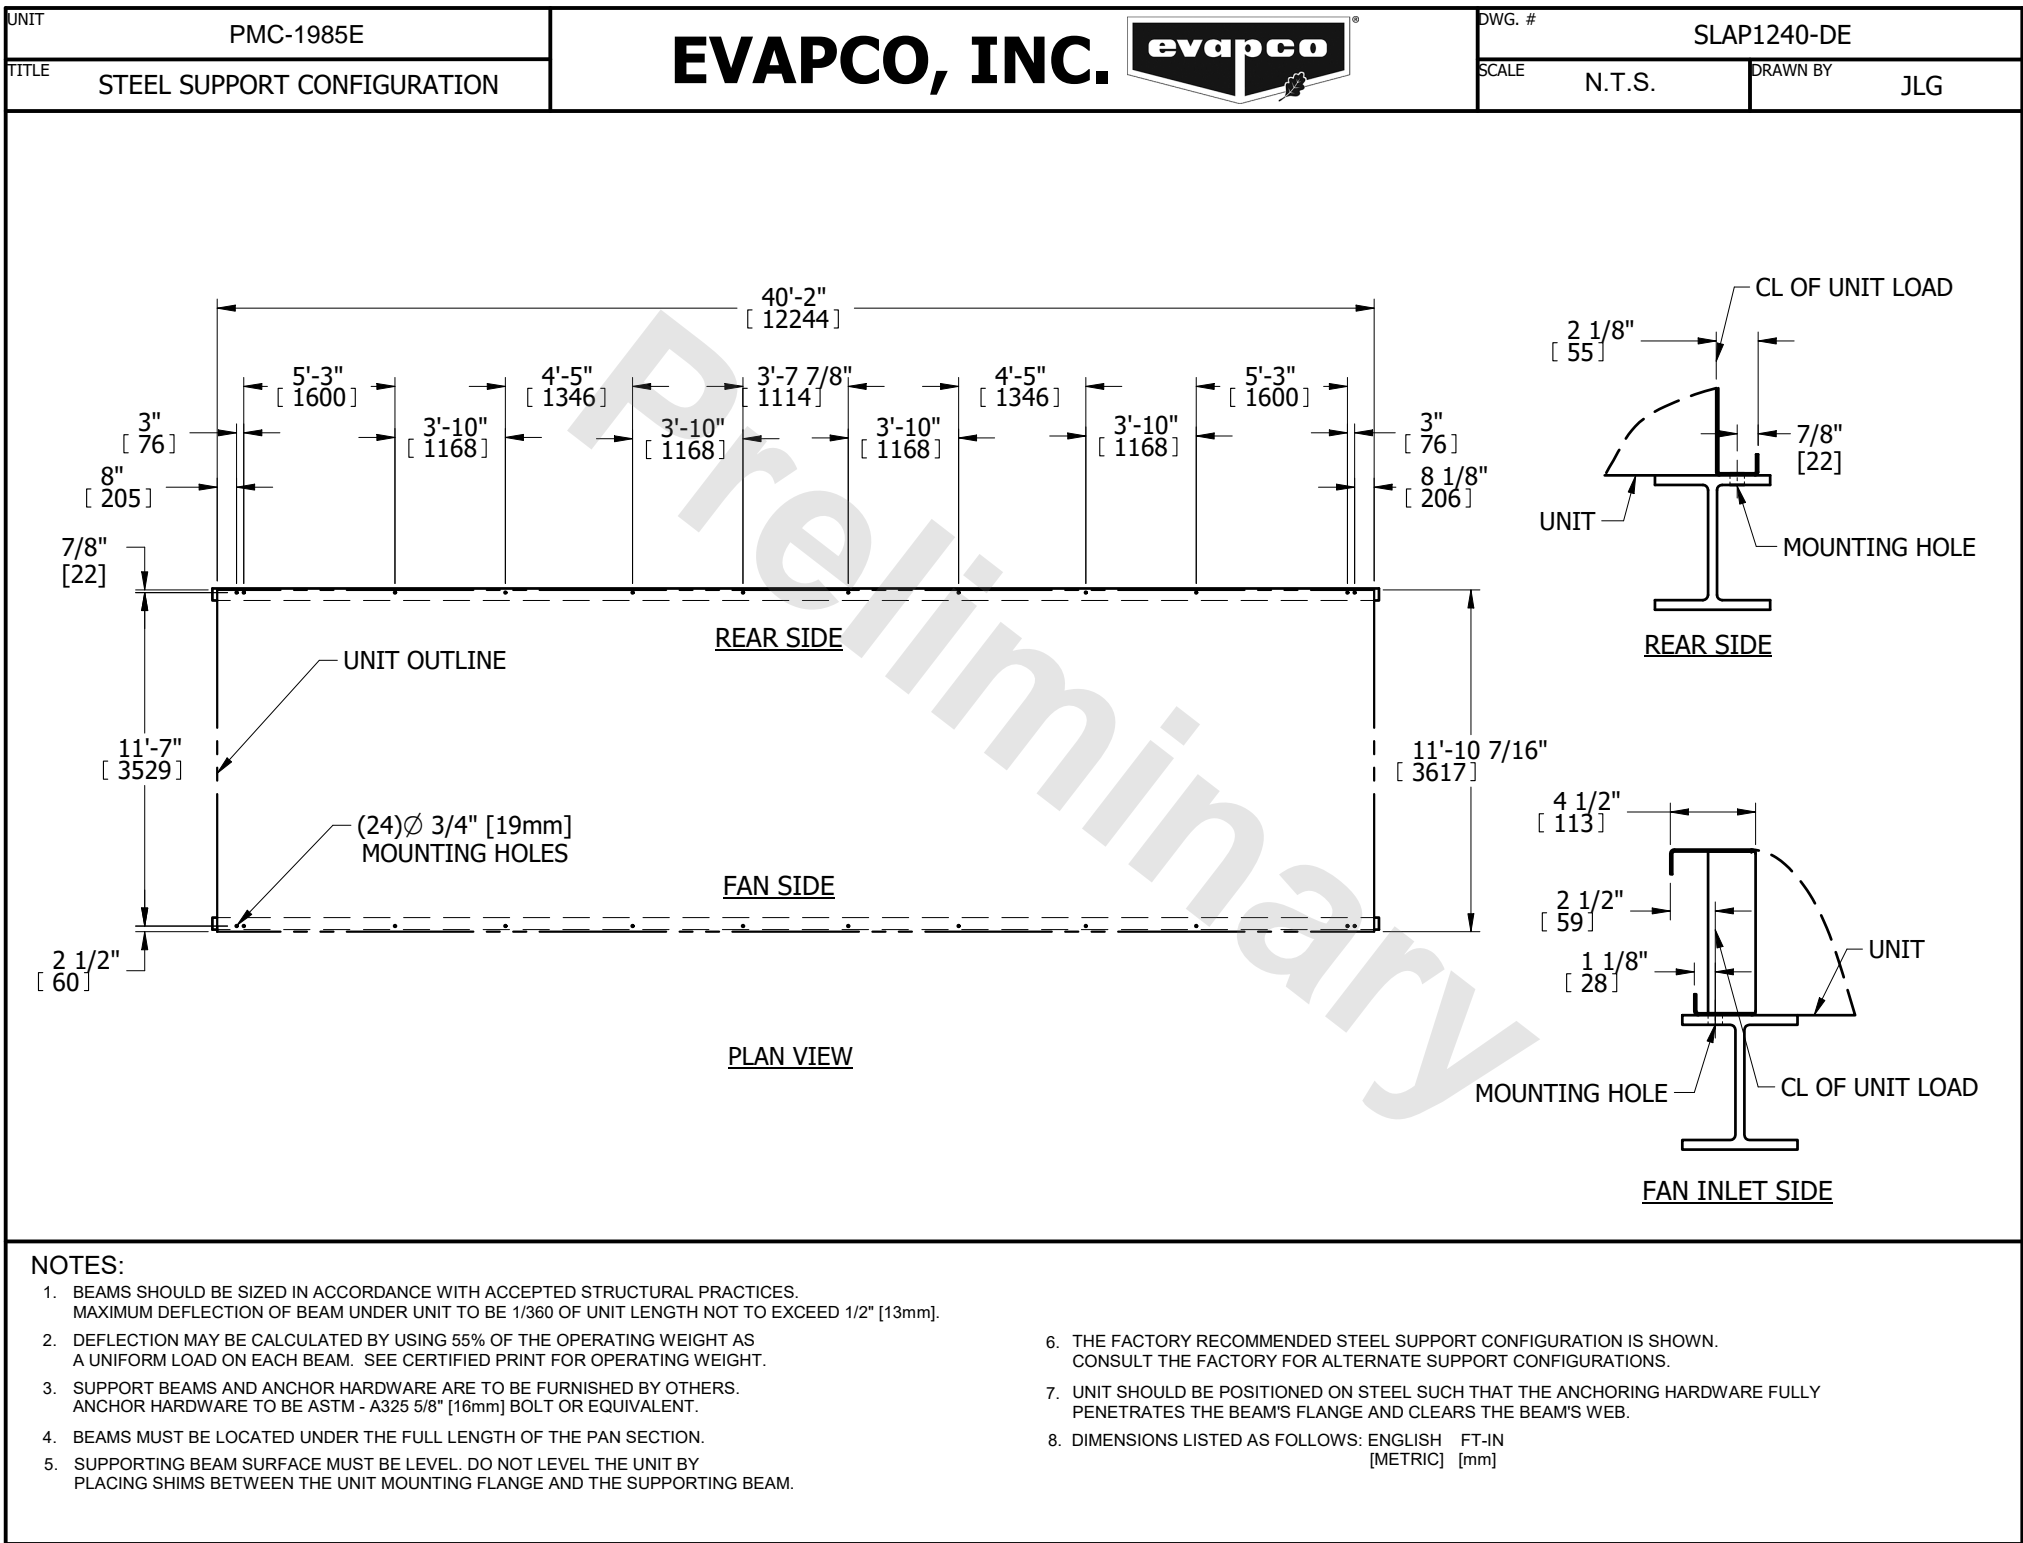 UNIT
PMC-1985E
TITLE
STEEL SUPPORT CONFIGURATION
EVAPCO, INC.
evapco
®
DWG. #
SLAP1240-DE
SCALE
N.T.S.
DRAWN BY
JLG
Preliminary
40'-2"
[ 12244 ]
5'-3"
[ 1600 ]
4'-5"
[ 1346 ]
3'-7 7/8"
[ 1114 ]
4'-5"
[ 1346 ]
5'-3"
[ 1600 ]
3"
[ 76 ]
3'-10"
[ 1168 ]
3'-10"
[ 1168 ]
3'-10"
[ 1168 ]
3'-10"
[ 1168 ]
3"
[ 76 ]
8"
[ 205 ]
8 1/8"
[ 206 ]
7/8"
[22]
REAR SIDE
UNIT OUTLINE
11'-7"
[ 3529 ]
11'-10 7/16"
[ 3617 ]
(24)Ø 3/4" [19mm]
MOUNTING HOLES
FAN SIDE
2 1/2"
[ 60 ]
PLAN VIEW
CL OF UNIT LOAD
2 1/8"
[ 55 ]
7/8"
[22]
UNIT
MOUNTING HOLE
REAR SIDE
4 1/2"
[ 113 ]
2 1/2"
[ 59 ]
1 1/8"
[ 28 ]
UNIT
MOUNTING HOLE
CL OF UNIT LOAD
FAN INLET SIDE
NOTES:
1. BEAMS SHOULD BE SIZED IN ACCORDANCE WITH ACCEPTED STRUCTURAL PRACTICES.
MAXIMUM DEFLECTION OF BEAM UNDER UNIT TO BE 1/360 OF UNIT LENGTH NOT TO EXCEED 1/2" [13mm].
2. DEFLECTION MAY BE CALCULATED BY USING 55% OF THE OPERATING WEIGHT AS
A UNIFORM LOAD ON EACH BEAM. SEE CERTIFIED PRINT FOR OPERATING WEIGHT.
3. SUPPORT BEAMS AND ANCHOR HARDWARE ARE TO BE FURNISHED BY OTHERS.
ANCHOR HARDWARE TO BE ASTM - A325 5/8" [16mm] BOLT OR EQUIVALENT.
4. BEAMS MUST BE LOCATED UNDER THE FULL LENGTH OF THE PAN SECTION.
5. SUPPORTING BEAM SURFACE MUST BE LEVEL. DO NOT LEVEL THE UNIT BY
PLACING SHIMS BETWEEN THE UNIT MOUNTING FLANGE AND THE SUPPORTING BEAM.
6. THE FACTORY RECOMMENDED STEEL SUPPORT CONFIGURATION IS SHOWN.
CONSULT THE FACTORY FOR ALTERNATE SUPPORT CONFIGURATIONS.
7. UNIT SHOULD BE POSITIONED ON STEEL SUCH THAT THE ANCHORING HARDWARE FULLY
PENETRATES THE BEAM'S FLANGE AND CLEARS THE BEAM'S WEB.
8. DIMENSIONS LISTED AS FOLLOWS: ENGLISH FT-IN
[METRIC] [mm]